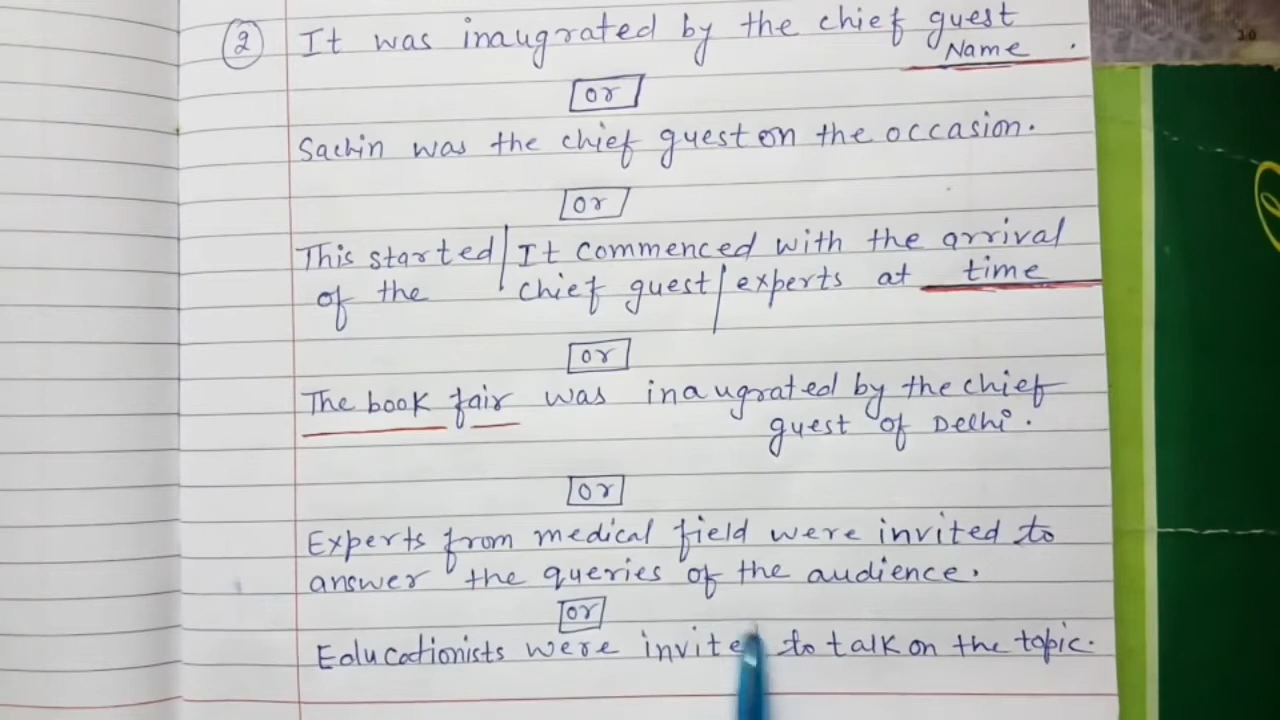 ② It was inaugrated by the chief guest
Name .
or
Sachin was the chief guest on the occasion.
or
This started / It commenced with the arrival
of the chief guest / experts at time
or
The book fair was inaugrated by the chief
guest of Delhi.
or
Experts from medical field were invited to
answer the queries of the audience.
or
Educationists were invited to talk on the topic.